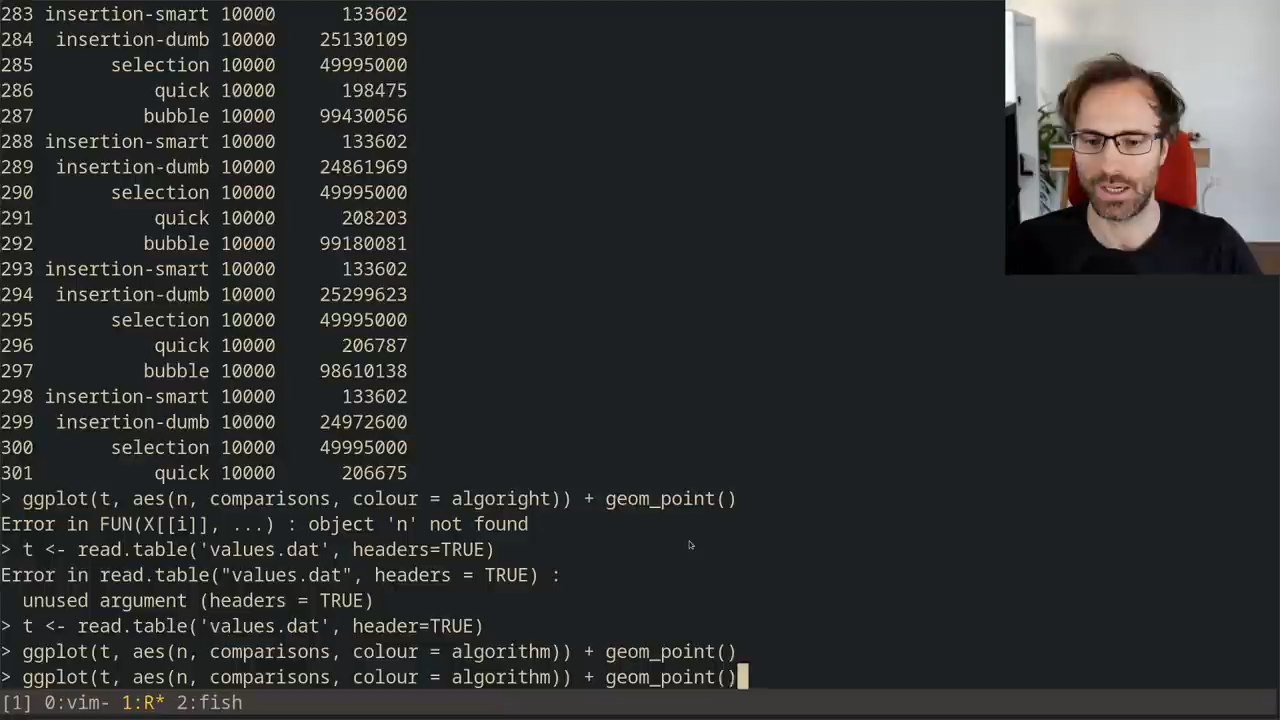 283 insertion-smart 10000 133602
284 insertion-dumb 10000 25130109
285 selection 10000 49995000
286 quick 10000 198475
287 bubble 10000 99430056
288 insertion-smart 10000 133602
289 insertion-dumb 10000 24861969
290 selection 10000 49995000
291 quick 10000 208203
292 bubble 10000 99180081
293 insertion-smart 10000 133602
294 insertion-dumb 10000 25299623
295 selection 10000 49995000
296 quick 10000 206787
297 bubble 10000 98610138
298 insertion-smart 10000 133602
299 insertion-dumb 10000 24972600
300 selection 10000 49995000
301 quick 10000 206675
> ggplot(t, aes(n, comparisons, colour = algoright)) + geom_point()
Error in FUN(X[[i]], ...) : object 'n' not found
> t <- read.table('values.dat', headers=TRUE)
Error in read.table("values.dat", headers = TRUE) :
unused argument (headers = TRUE)
> t <- read.table('values.dat', header=TRUE)
> ggplot(t, aes(n, comparisons, colour = algorithm)) + geom_point()
> ggplot(t, aes(n, comparisons, colour = algorithm)) + geom_point()
[1] 0:vim- 1:R* 2:fish